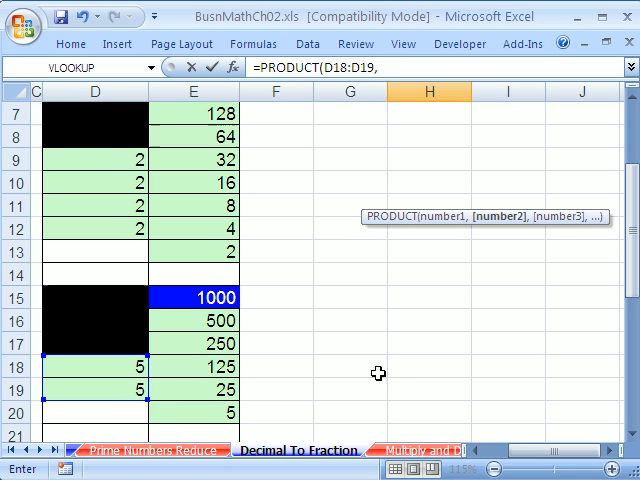 BusnMathCh02.xls [Compatibility Mode] - Microsoft Excel
Home Insert Page Layout Formulas Data Review View Developer Add-Ins
VLOOKUP =PRODUCT(D18:D19,
C D E F G H I J
7 128
8 64
9 2 32
10 2 16
11 2 8
12 2 4
PRODUCT(number1, [number2], [number3], ...)
13 2
14
15 1000
16 500
17 250
18 5 125
19 5 25
20 5
21
Prime Numbers Reduce Decimal To Fraction Multiply and D
Enter 115%